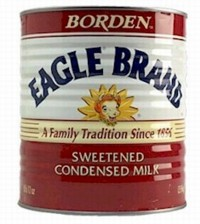 BORDEN
EAGLE BRAND
A Family Tradition Since 1856
SWEETENED
CONDENSED MILK